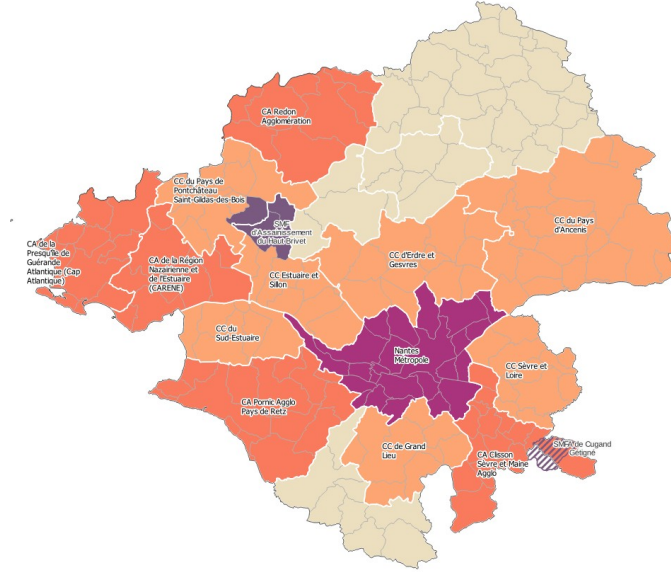 CA Redon
Agglomération
CC du Pays de
Pontchâteau
Saint-Gildas-des-Bois
SMF
d'Assainissement
du Haut Brivet
CC du Pays
d'Ancenis
CA de la
Presqu'île de
Guérande
Atlantique (Cap
Atlantique)
CA de la Région
Nazairienne et
de l'Estuaire
(CARENE)
CC d'Erdre et
Gesvres
CC Estuaire et
Sillon
CC du
Sud-Estuaire
Nantes
Métropole
CC Sèvre et
Loire
CA Pornic Agglo
Pays de Retz
CC de Grand
Lieu
CA Clisson
Sèvre et Maine
Agglo
SMFA de Cugand
Gétigné